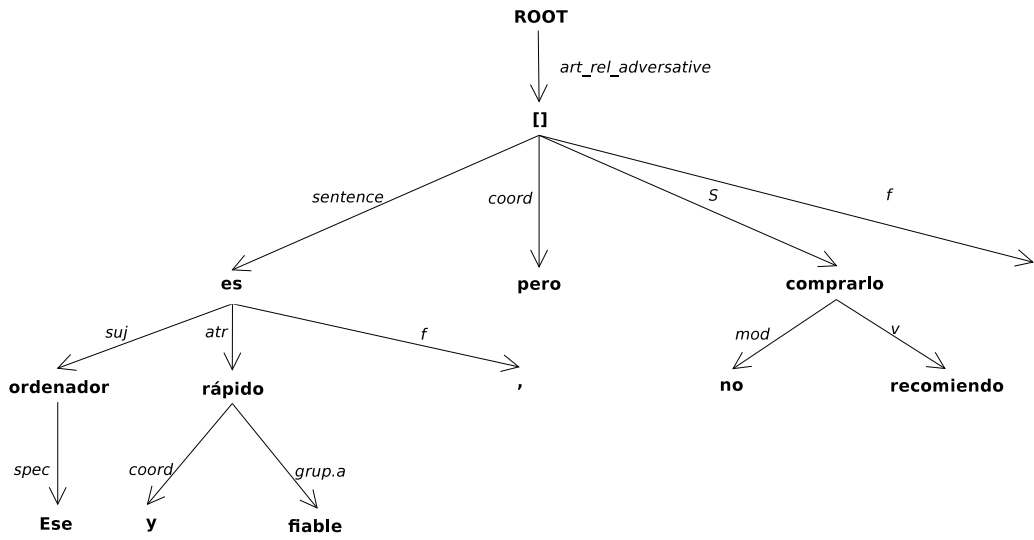 ROOT
art_rel_adversative
[]
sentence coord S f
es pero comprarlo
suj atr f mod v
ordenador rápido , no recomiendo
spec coord grup.a
Ese y fiable